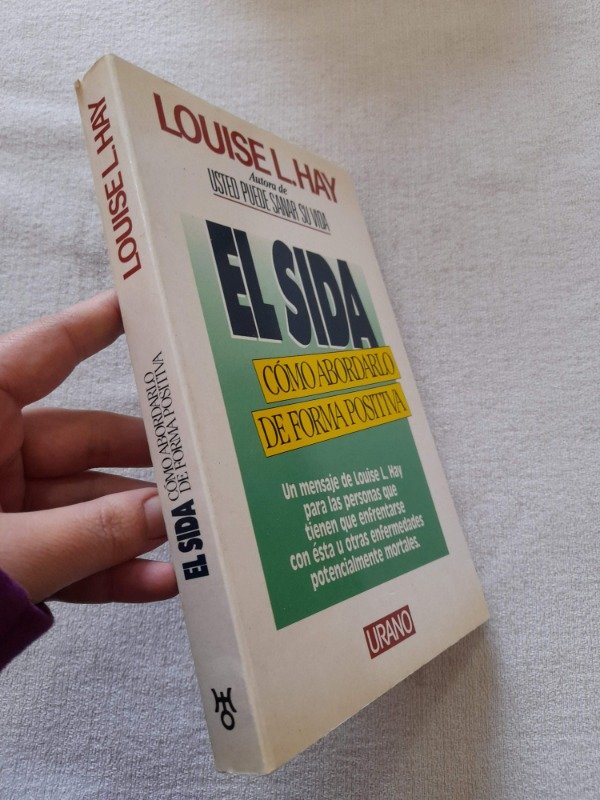 LOUISE L. HAY
Autora de
USTED PUEDE SANAR SU VIDA
EL SIDA
CÓMO ABORDARLO
DE FORMA POSITIVA
Un mensaje de Louise L. Hay
para las personas que
tienen que enfrentarse
con ésta u otras enfermedades
potencialmente mortales.
URANO
LOUISE L. HAY
EL SIDA
CÓMO ABORDARLO
DE FORMA POSITIVA